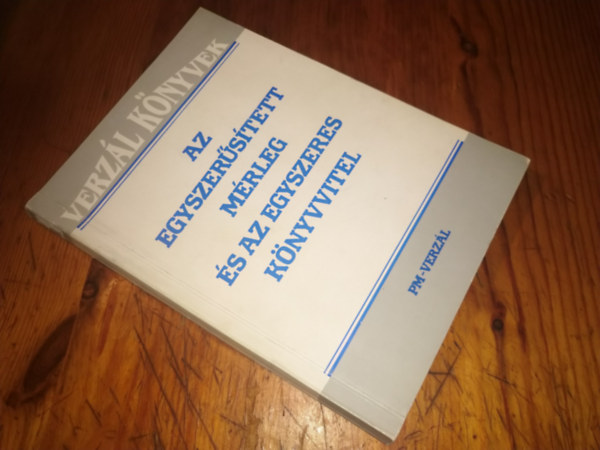 VERZÁL KÖNYVEK
AZ
EGYSZERŰSÍTETT
MÉRLEG
ÉS AZ EGYSZERES
KÖNYVVITEL
PM-VERZÁL